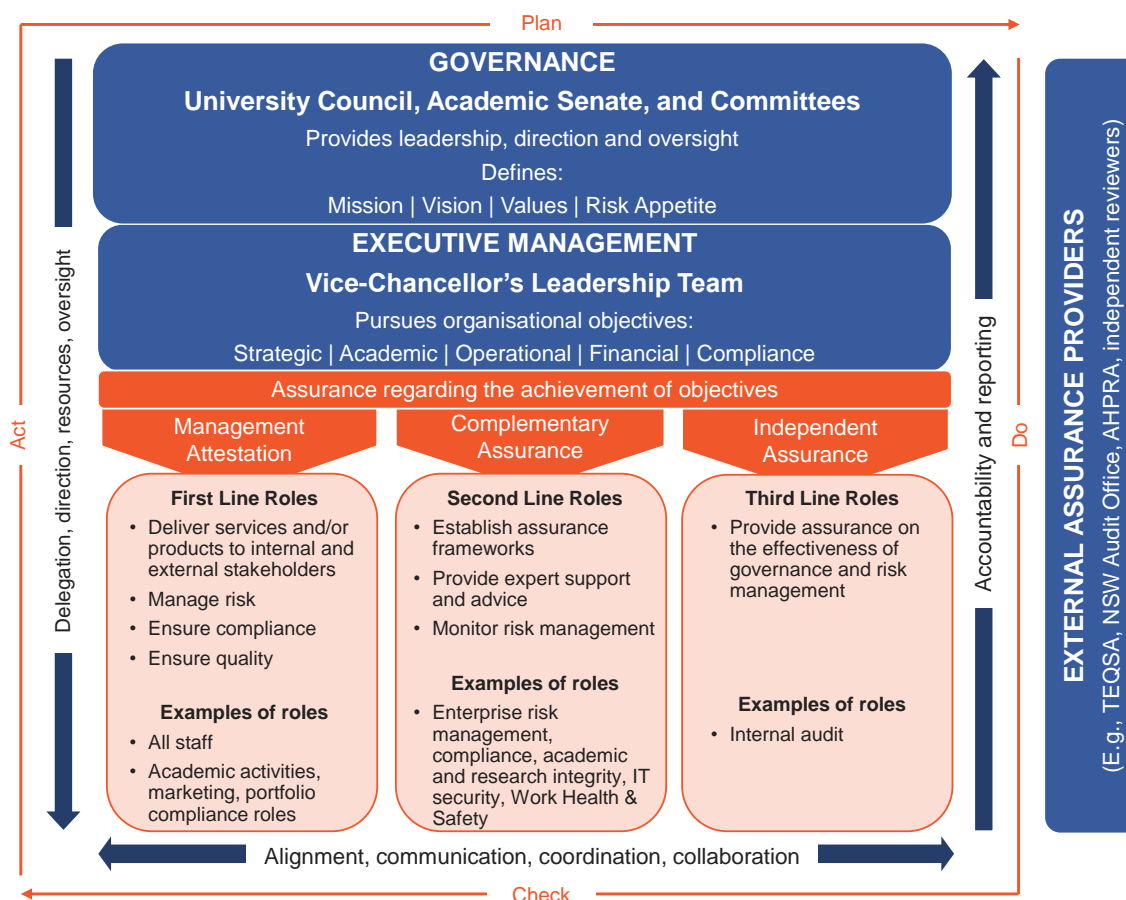 Plan
GOVERNANCE
University Council, Academic Senate, and Committees
Provides leadership, direction and oversight
Defines:
Mission | Vision | Values | Risk Appetite
EXECUTIVE MANAGEMENT
Vice-Chancellor's Leadership Team
Pursues organisational objectives:
Strategic | Academic | Operational | Financial | Compliance
Assurance regarding the achievement of objectives
Management
Attestation
First Line Roles
• Deliver services and/or
products to internal and
external stakeholders
• Manage risk
• Ensure compliance
• Ensure quality
Examples of roles
• All staff
• Academic activities,
marketing, portfolio
compliance roles
Complementary
Assurance
Second Line Roles
• Establish assurance
frameworks
• Provide expert support
and advice
• Monitor risk management
Examples of roles
• Enterprise risk
management,
compliance, academic
and research integrity, IT
security, Work Health &
Safety
Independent
Assurance
Third Line Roles
• Provide assurance on
the effectiveness of
governance and risk
management
Examples of roles
• Internal audit
Act
Delegation, direction, resources, oversight
Accountability and reporting
Do
EXTERNAL ASSURANCE PROVIDERS
(E.g., TEQSA, NSW Audit Office, AHPRA, independent reviewers)
Alignment, communication, coordination, collaboration
Check